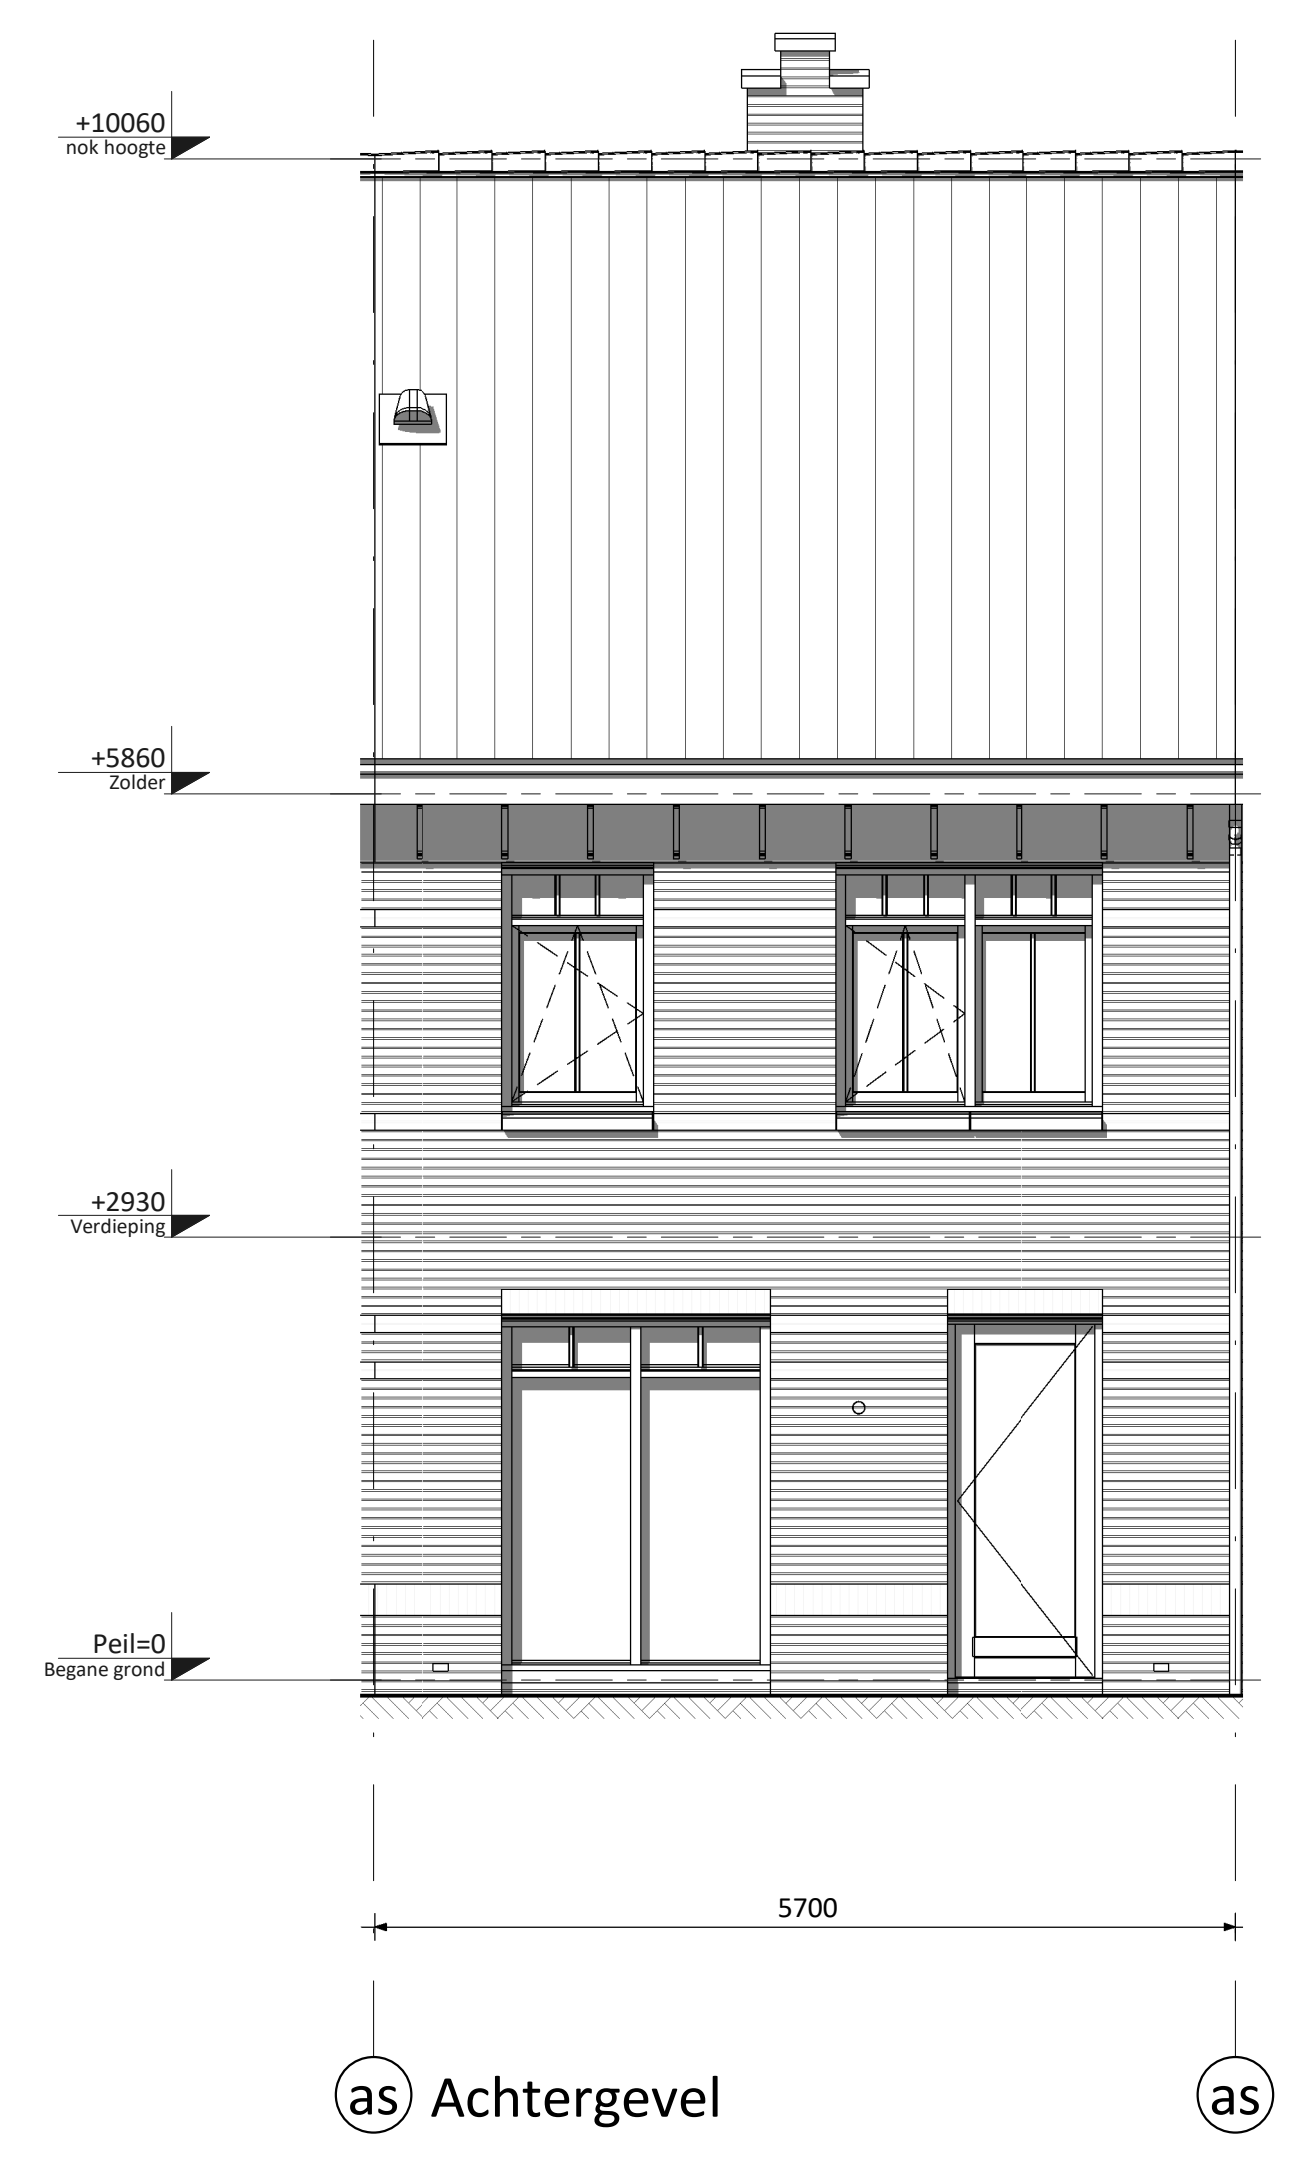 +10060
nok hoogte
+5860
Zolder
+2930
Verdieping
Peil=0
Begane grond
5700
as Achtergevel as